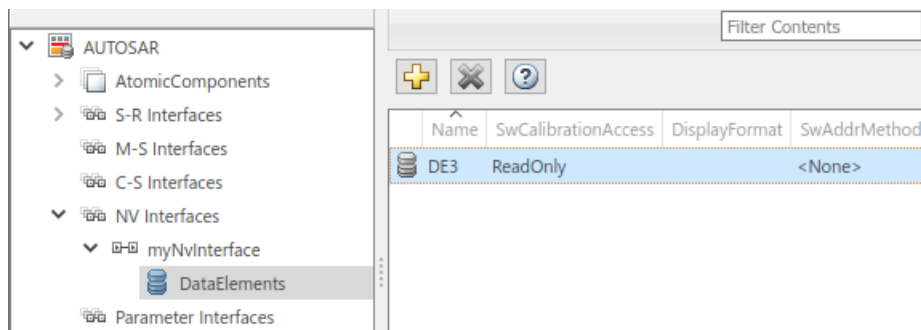 AUTOSAR
AtomicComponents
S-R Interfaces
M-S Interfaces
C-S Interfaces
NV Interfaces
myNvInterface
DataElements
Parameter Interfaces
Filter Contents
Name SwCalibrationAccess DisplayFormat SwAddrMethod
DE3 ReadOnly <None>